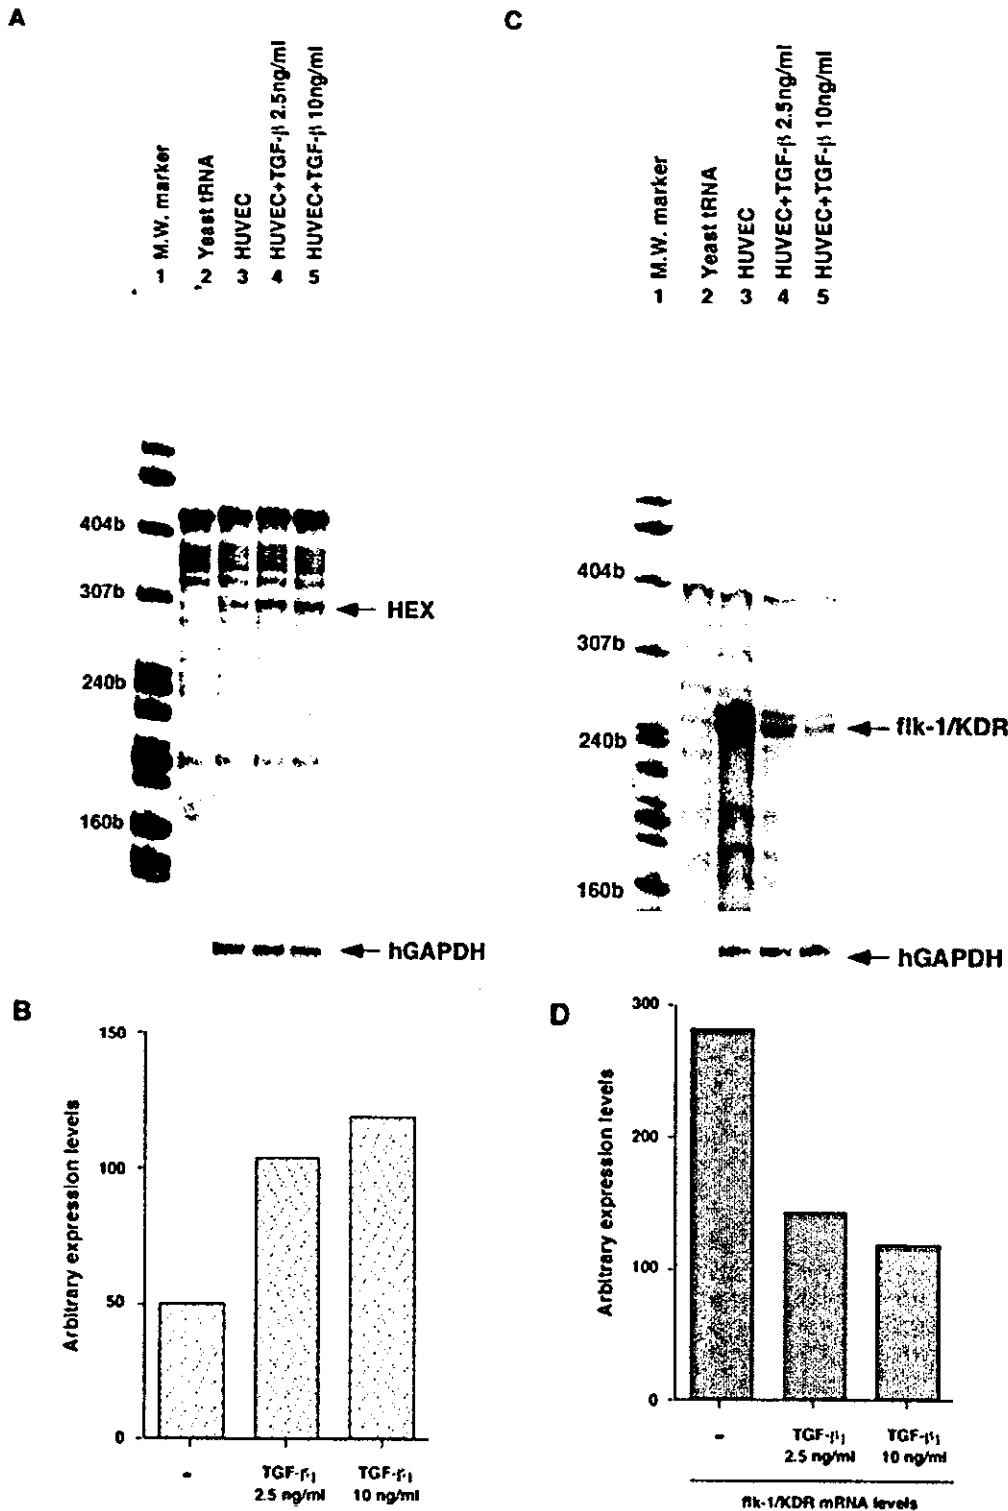 A
M.W. marker
Yeast tRNA
HUVEC
HUVEC+TGF-β 2.5ng/ml
HUVEC+TGF-β 10ng/ml
1 2 3 4 5
404b
307b
HEX
240b
160b
hGAPDH
B
150
100
50
0
Arbitrary expression levels
-
TGF-β1
2.5 ng/ml
TGF-β1
10 ng/ml
C
M.W. marker
Yeast tRNA
HUVEC
HUVEC+TGF-β 2.5ng/ml
HUVEC+TGF-β 10ng/ml
1 2 3 4 5
404b
307b
flk-1/KDR
240b
160b
hGAPDH
D
300
200
100
0
Arbitrary expression levels
-
TGF-β1
2.5 ng/ml
TGF-β1
10 ng/ml
flk-1/KDR mRNA levels